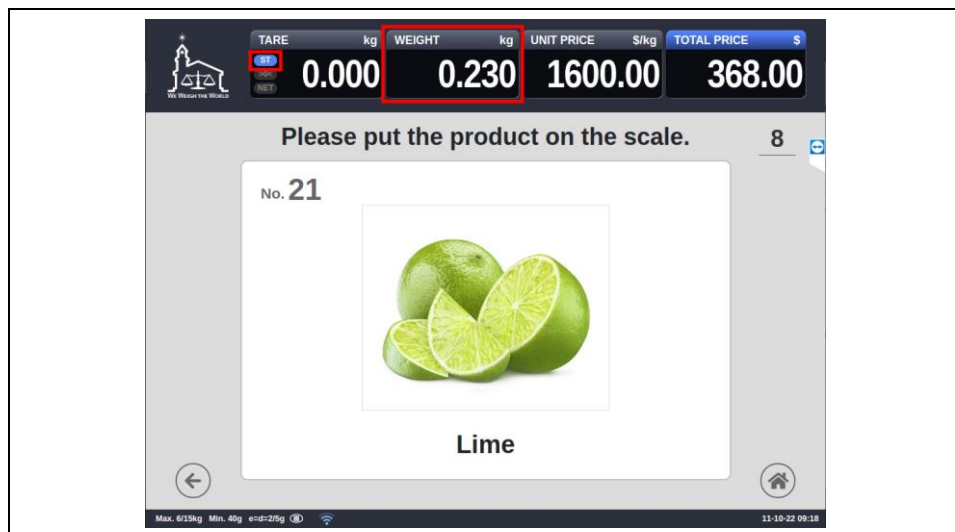 TARE kg WEIGHT kg UNIT PRICE $/kg TOTAL PRICE $
ST
NET
0.000 0.230 1600.00 368.00
WE WEIGH THE WORLD
Please put the product on the scale. 8
No. 21
Lime
Max. 6/15kg Min. 40g e=d=2/5g 11-10-22 09:18